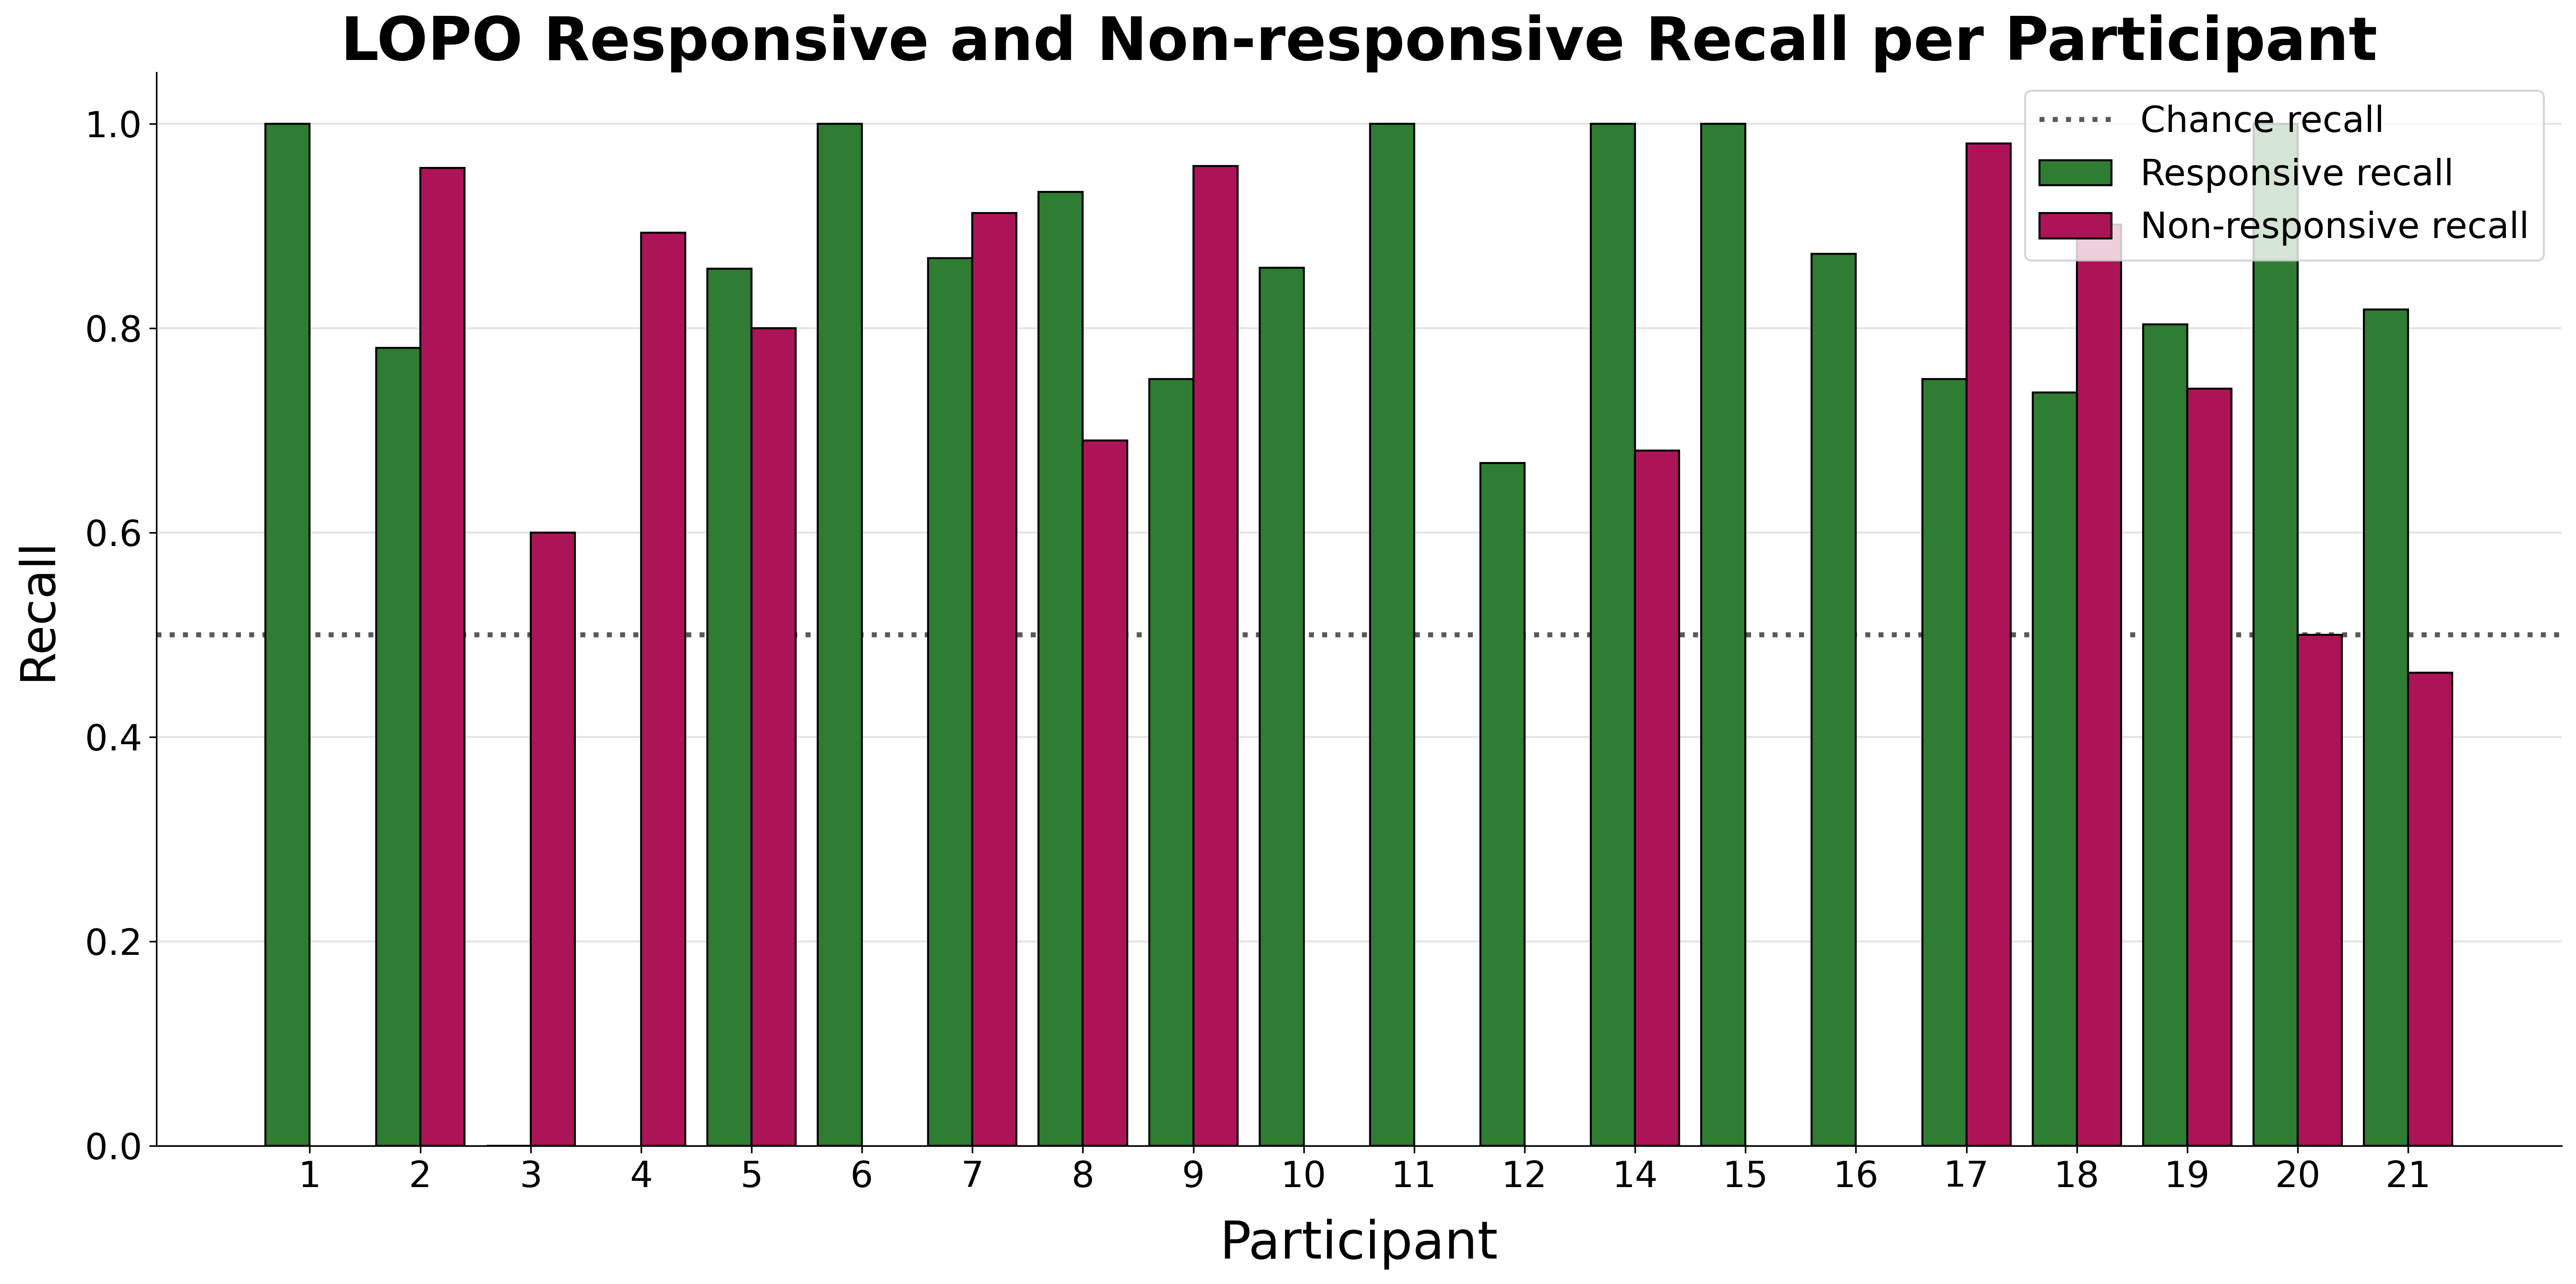 LOPO Responsive and Non-responsive Recall per Participant
Chance recall
Responsive recall
Non-responsive recall
1.0
0.8
0.6
0.4
0.2
0.0
Recall
1 2 3 4 5 6 7 8 9 10 11 12 14 15 16 17 18 19 20 21
Participant